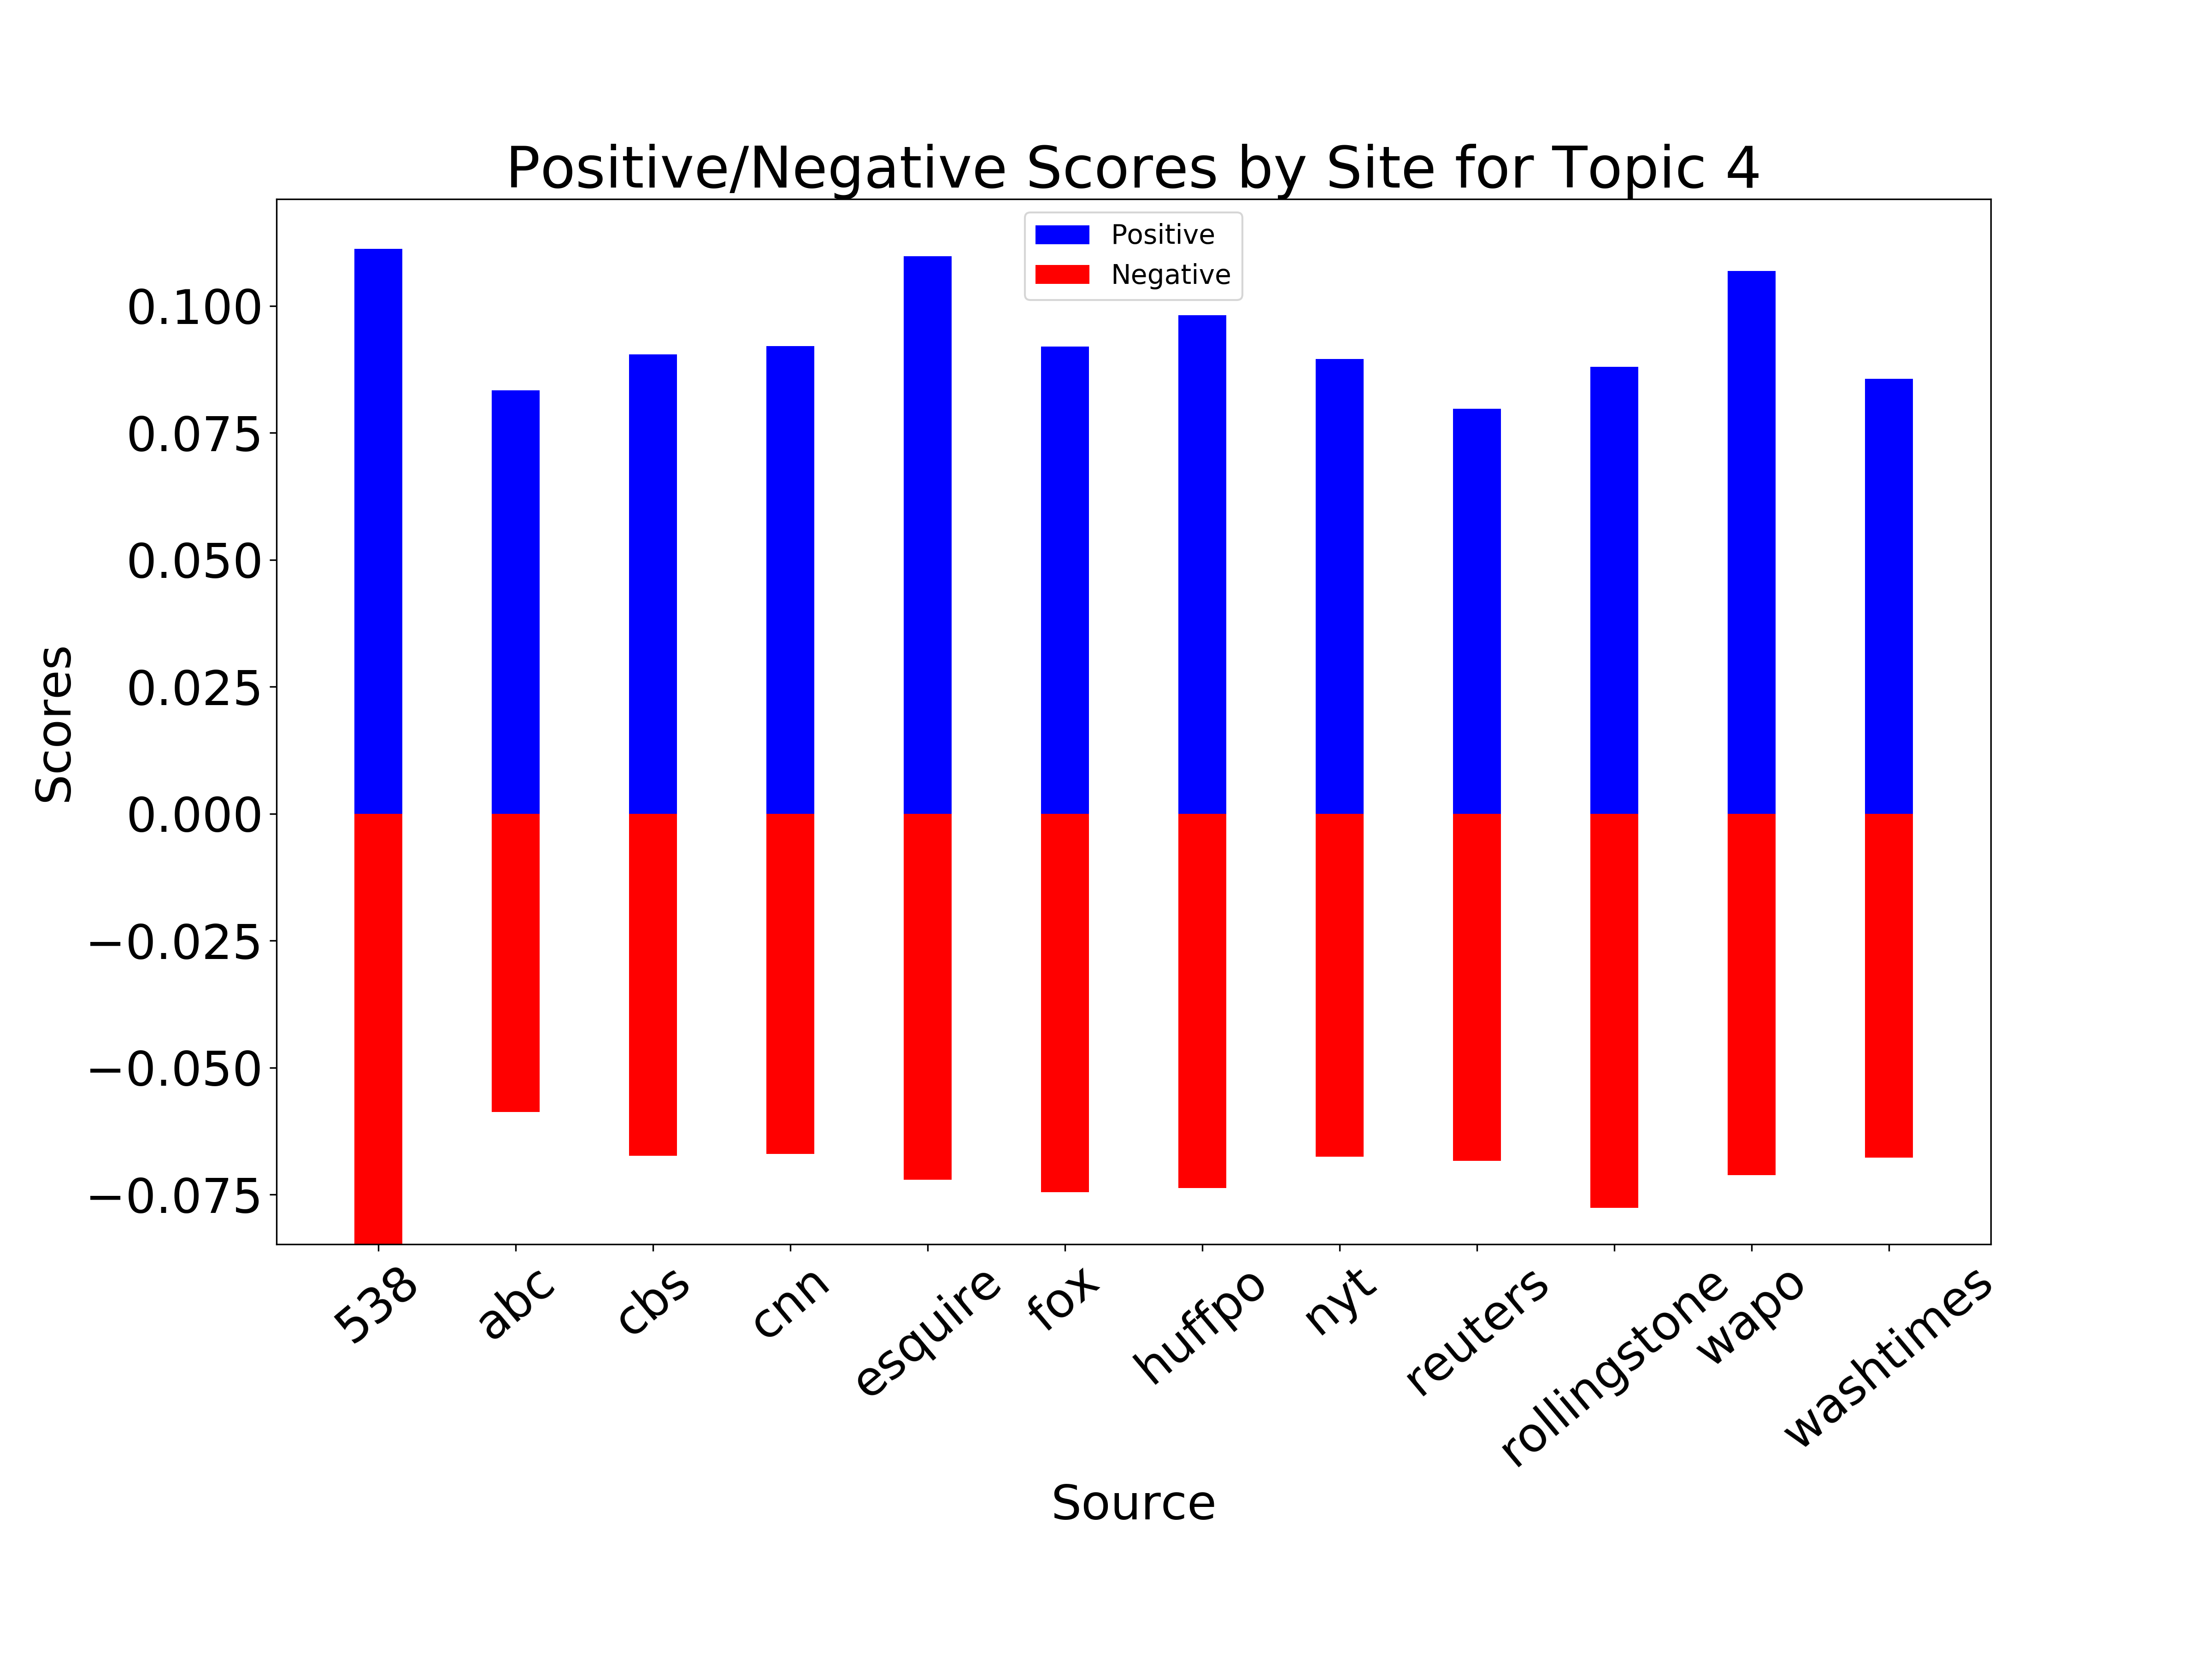 Positive/Negative Scores by Site for Topic 4
Positive
Negative
0.100
0.075
0.050
0.025
0.000
−0.025
−0.050
−0.075
Scores
538
abc
cbs
cnn
esquire
fox
huffpo
nyt
reuters
rollingstone
wapo
washtimes
Source